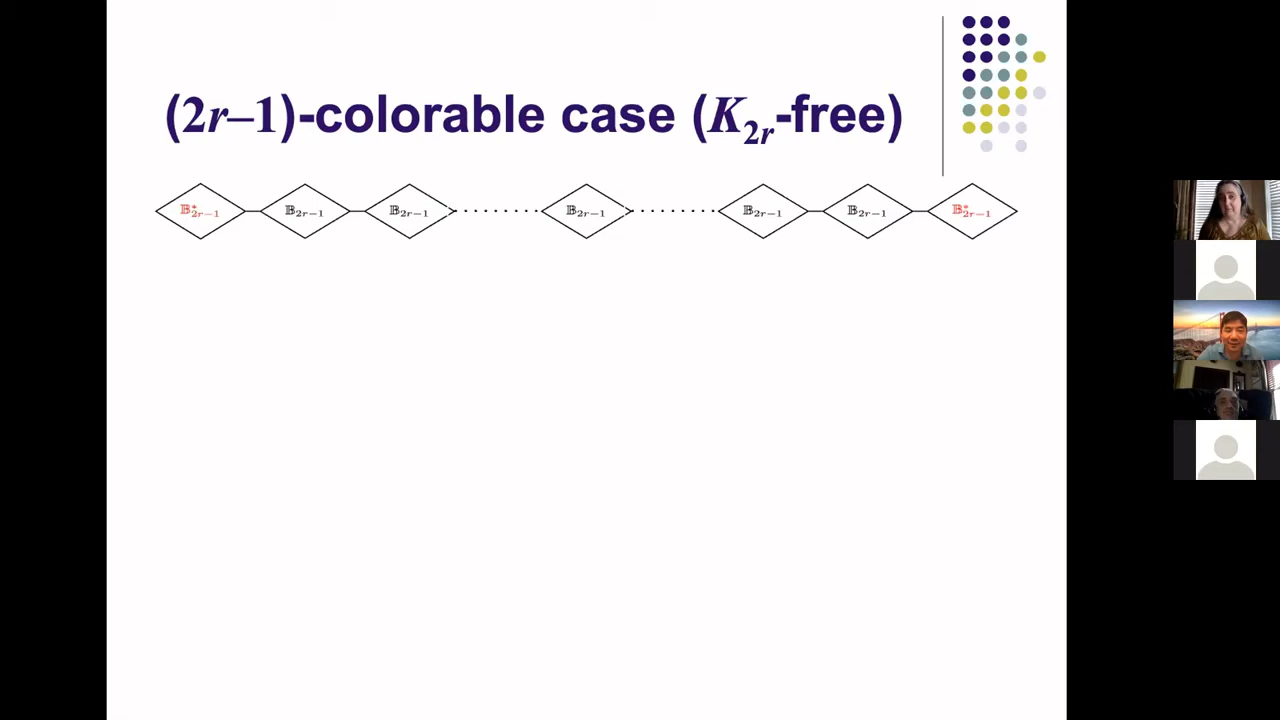 (2r–1)-colorable case (K₂ᵣ-free)
𝔹*₂ᵣ₋₁ 𝔹₂ᵣ₋₁ 𝔹₂ᵣ₋₁ 𝔹₂ᵣ₋₁ 𝔹₂ᵣ₋₁ 𝔹₂ᵣ₋₁ 𝔹*₂ᵣ₋₁